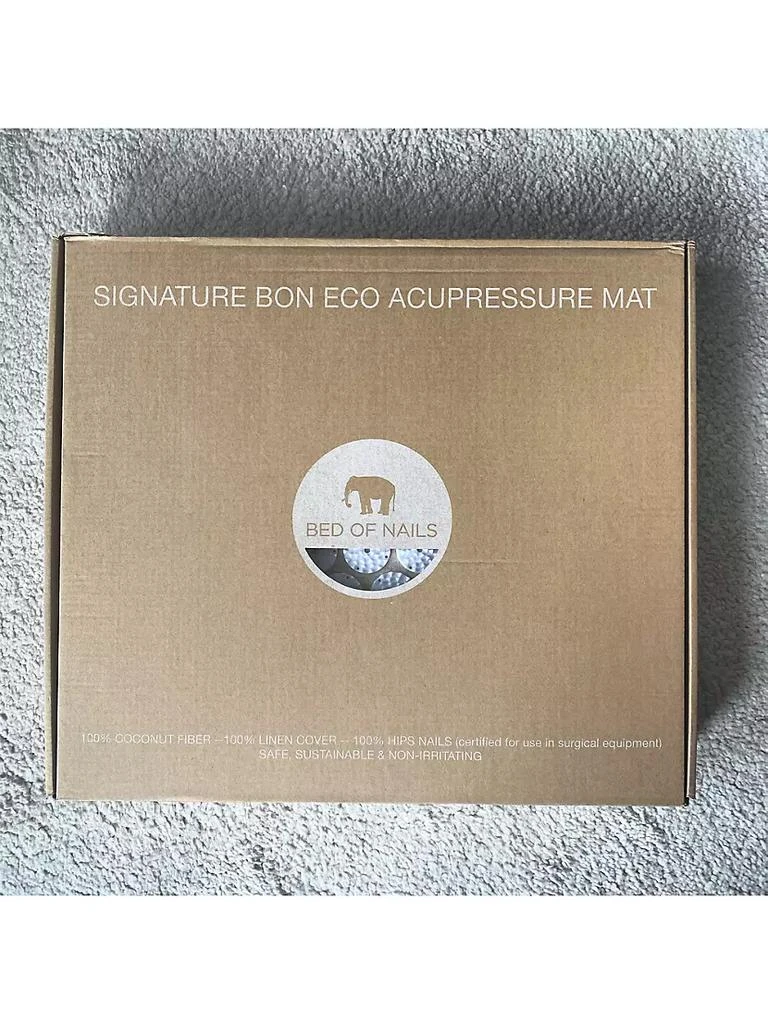 SIGNATURE BON ECO ACUPRESSURE MAT
BED OF NAILS
100% COCONUT FIBER – 100% LINEN COVER – 100% HIPS NAILS (certified for use in surgical equipment)
SAFE, SUSTAINABLE & NON-IRRITATING